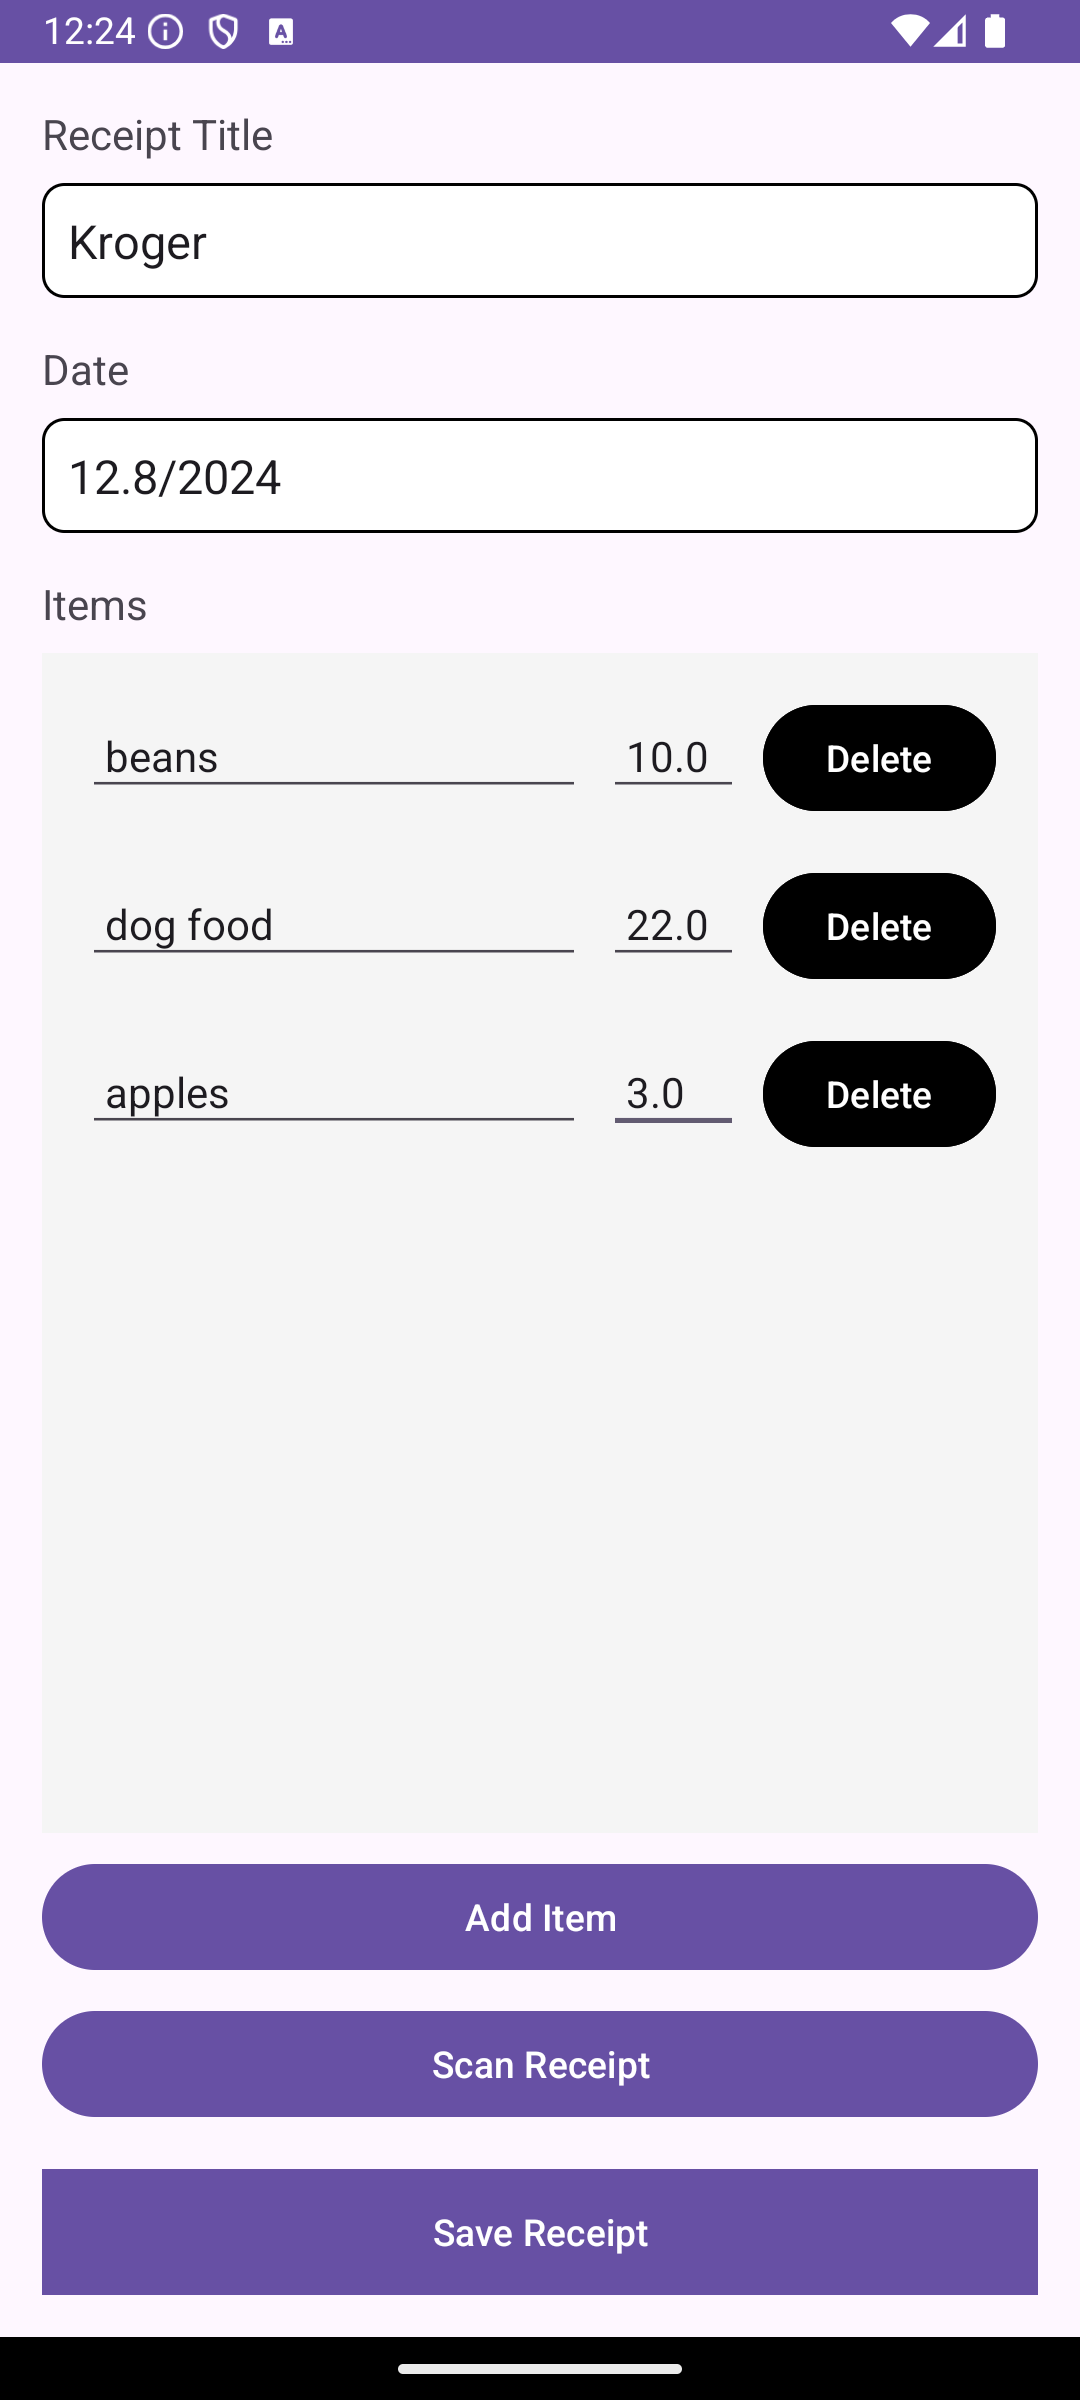 12:24
Receipt Title
Kroger
Date
12.8/2024
Items
beans 10.0 Delete
dog food 22.0 Delete
apples 3.0 Delete
Add Item
Scan Receipt
Save Receipt